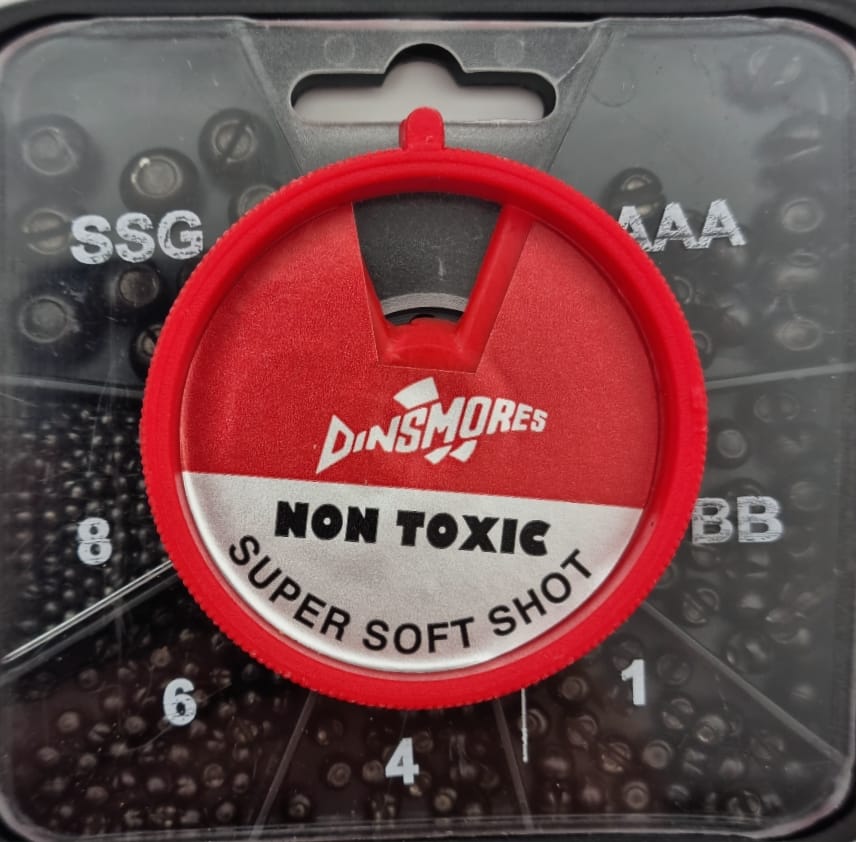 SSG
AAA
DINSMORES
NON TOXIC
SUPER SOFT SHOT
8
BB
6
1
4